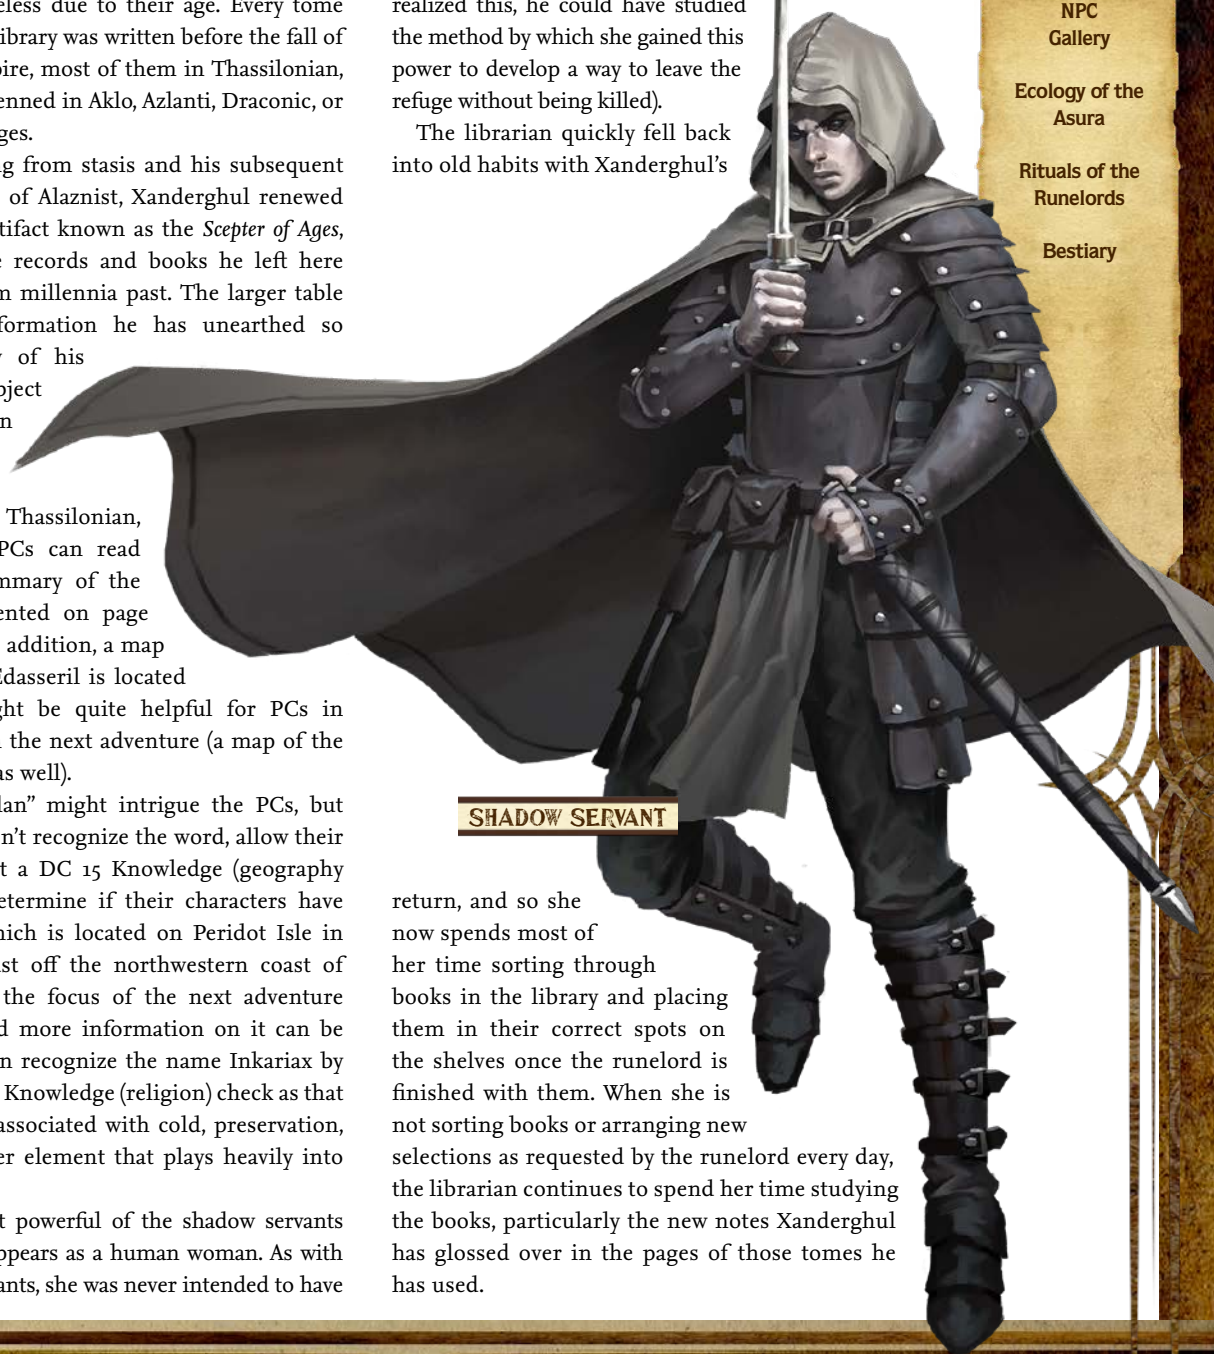 eless due to their age. Every tome
library was written before the fall of
ire, most of them in Thassilonian,
enned in Aklo, Azlanti, Draconic, or
ges.
g from stasis and his subsequent
of Alaznist, Xanderghul renewed
tifact known as the Scepter of Ages,
e records and books he left here
m millennia past. The larger table
formation he has unearthed so
y of his
bject
n
Thassilonian,
PCs can read
mmary of the
ented on page
addition, a map
Edasseril is located
ght be quite helpful for PCs in
n the next adventure (a map of the
as well).
lan” might intrigue the PCs, but
n’t recognize the word, allow their
t a DC 15 Knowledge (geography
etermine if their characters have
hich is located on Peridot Isle in
st off the northwestern coast of
the focus of the next adventure
d more information on it can be
n recognize the name Inkariax by
Knowledge (religion) check as that
associated with cold, preservation,
er element that plays heavily into
t powerful of the shadow servants
ppears as a human woman. As with
ants, she was never intended to have
realized this, he could have studied
the method by which she gained this
power to develop a way to leave the
refuge without being killed).
The librarian quickly fell back
into old habits with Xanderghul’s
SHADOW SERVANT
return, and so she
now spends most of
her time sorting through
books in the library and placing
them in their correct spots on
the shelves once the runelord is
finished with them. When she is
not sorting books or arranging new
selections as requested by the runelord every day,
the librarian continues to spend her time studying
the books, particularly the new notes Xanderghul
has glossed over in the pages of those tomes he
has used.
NPC
Gallery
Ecology of the
Asura
Rituals of the
Runelords
Bestiary